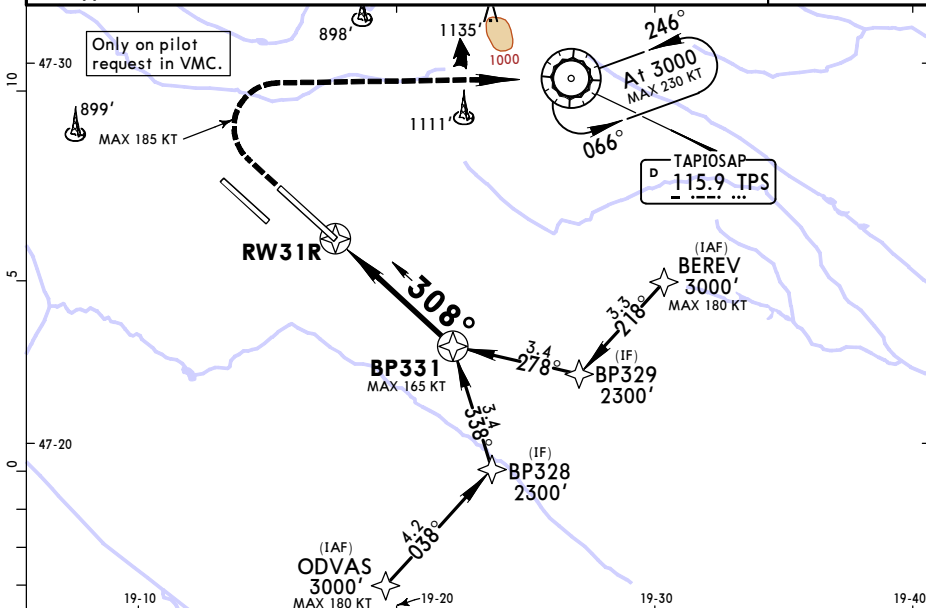 898'
1135'
1000
246°
Only on pilot
request in VMC.
47-30
10
At 3000
MAX 230 KT
899'
MAX 185 KT
1111'
066°
TAPIOSAP
D 115.9 TPS
RW31R
(IAF)
BEREV
3000'
MAX 180 KT
5
308°
3.3
218°
BP331
MAX 165 KT
3.4
278°
(IF)
BP329
2300'
3.4
338°
47-20
0
(IF)
BP328
2300'
4.2
038°
(IAF)
ODVAS
3000'
MAX 180 KT
19-10
19-20
19-30
19-40